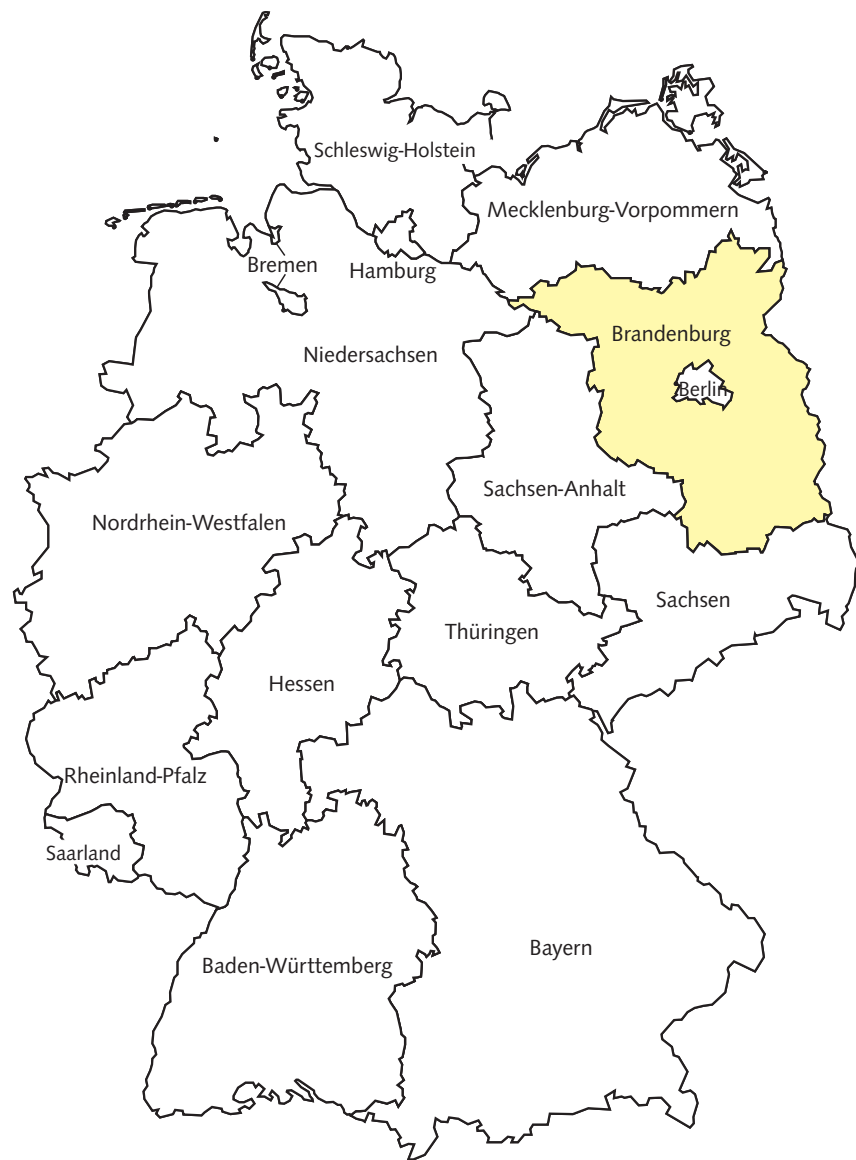 Schleswig-Holstein
Mecklenburg-Vorpommern
Bremen
Hamburg
Brandenburg
Niedersachsen
Berlin
Sachsen-Anhalt
Nordrhein-Westfalen
Sachsen
Thüringen
Hessen
Rheinland-Pfalz
Saarland
Bayern
Baden-Württemberg